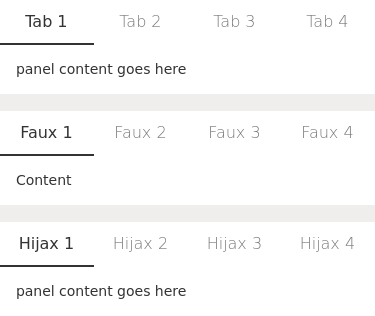 Tab 1 Tab 2 Tab 3 Tab 4
panel content goes here
Faux 1 Faux 2 Faux 3 Faux 4
Content
Hijax 1 Hijax 2 Hijax 3 Hijax 4
panel content goes here